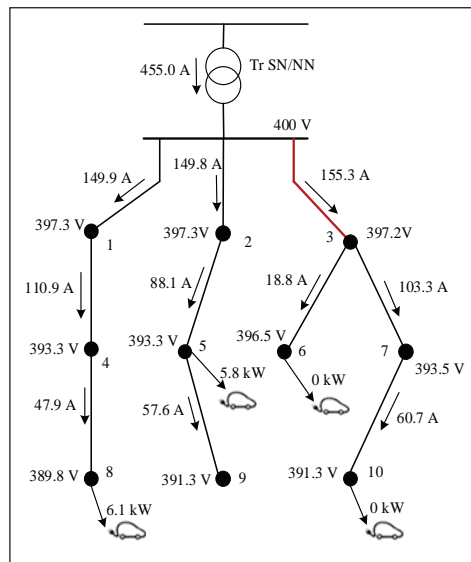 Tr SN/NN
455.0 A
400 V
149.9 A
149.8 A
155.3 A
397.3 V
1
397.3V
2
3
397.2V
110.9 A
88.1 A
18.8 A
103.3 A
393.3 V
4
393.3 V
5
396.5 V
6
7
393.5 V
5.8 kW
0 kW
47.9 A
57.6 A
60.7 A
389.8 V
8
391.3 V
9
391.3 V
10
6.1 kW
0 kW